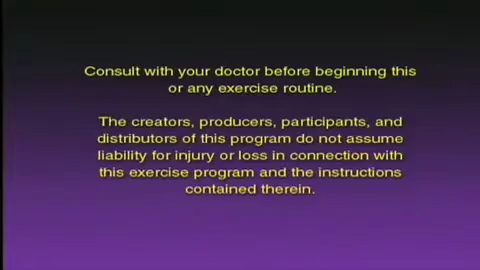 Consult with your doctor before beginning this
or any exercise routine.
The creators, producers, participants, and
distributors of this program do not assume
liability for injury or loss in connection with
this exercise program and the instructions
contained therein.